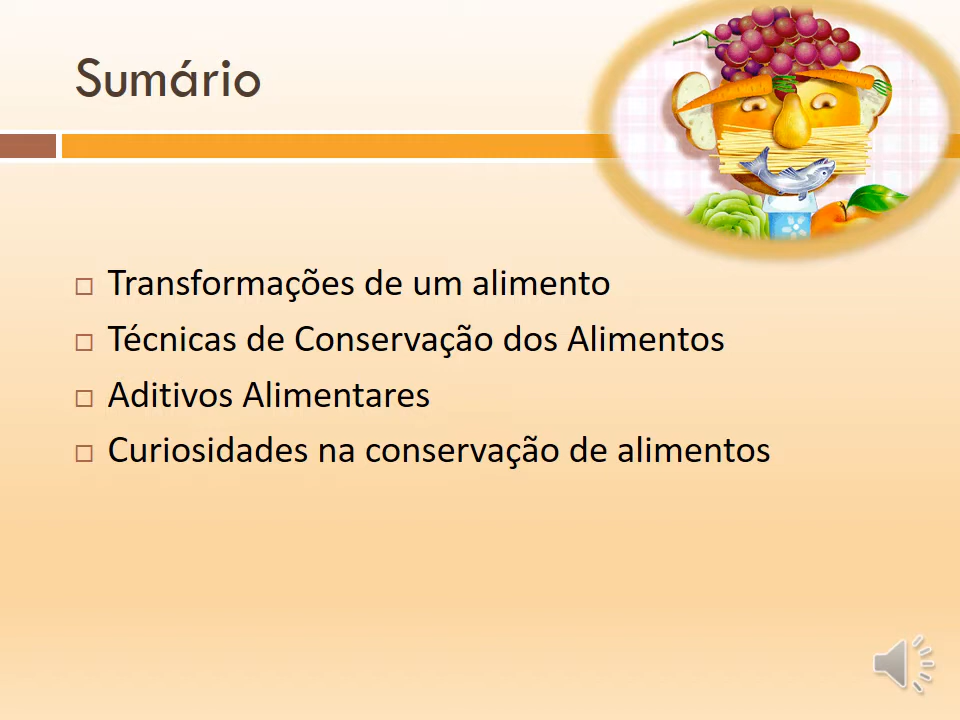 Sumário
Transformações de um alimento
Técnicas de Conservação dos Alimentos
Aditivos Alimentares
Curiosidades na conservação de alimentos